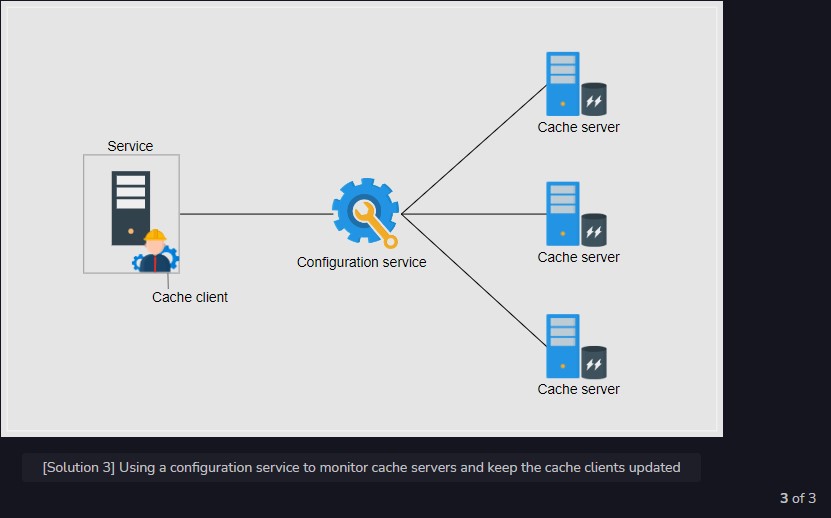 Service
Cache client
Configuration service
Cache server
Cache server
Cache server
[Solution 3] Using a configuration service to monitor cache servers and keep the cache clients updated
3 of 3